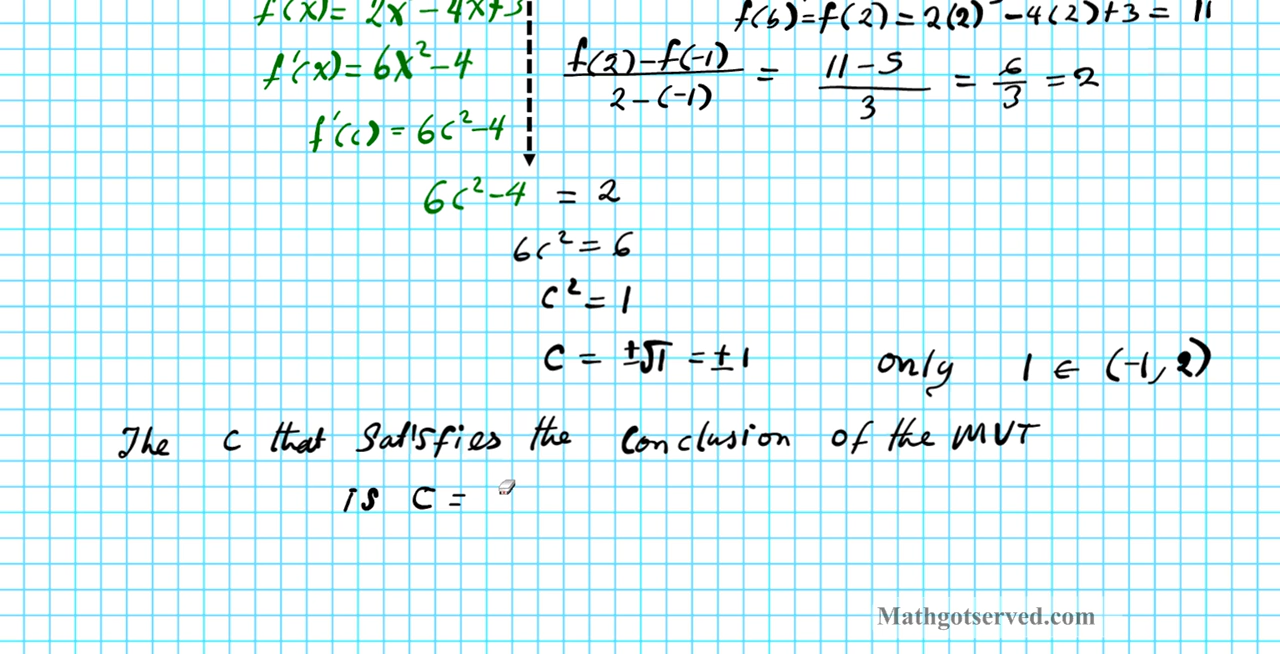 f(x) = 2x - 4x+3
f(b) = f(2) = 2(2) - 4(2)+3 = 11
f'(x) = 6x²-4
f(2)-f(-1) / 2-(-1) = 11-5 / 3 = 6/3 = 2
f'(c) = 6c²-4
6c²-4 = 2
6c² = 6
c² = 1
c = ±√1 = ±1 only 1 ∈ (-1, 2)
The c that satisfies the conclusion of the MVT
is c =
Mathgotserved.com